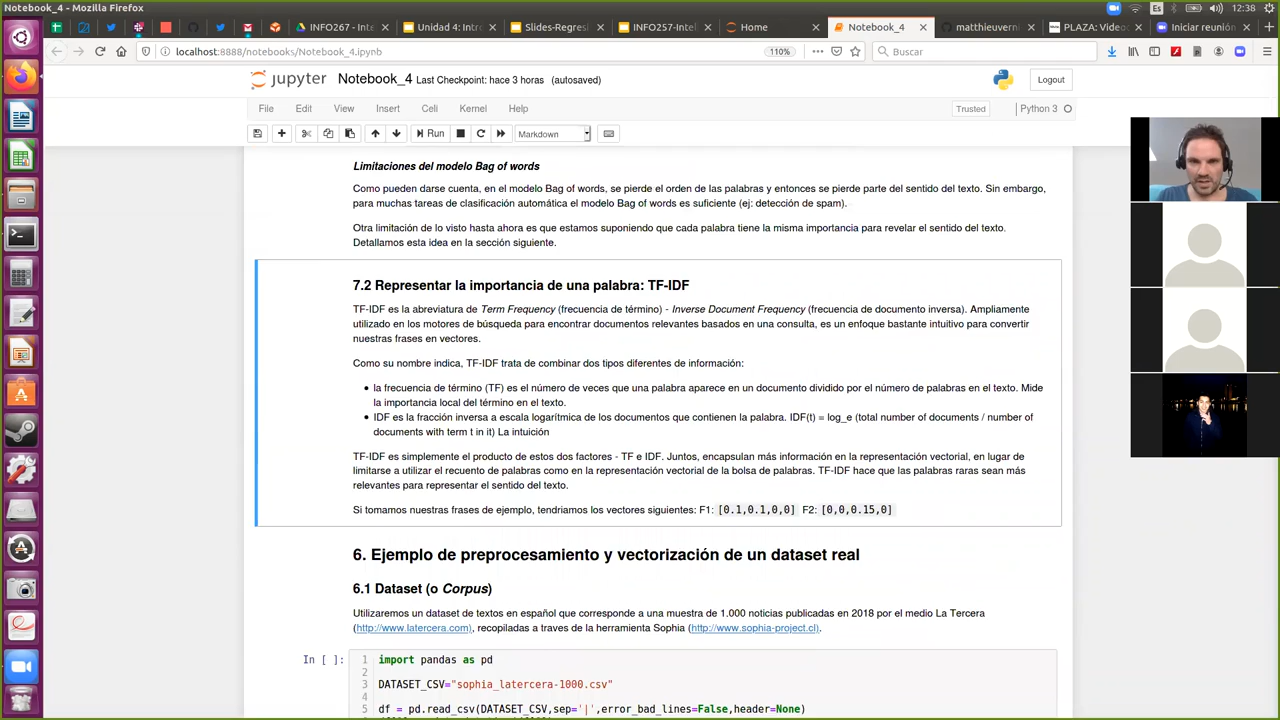 Notebook_4 - Mozilla Firefox
Es
12:38
INFO267 - Inte
Unidad 4: Intro
Slides-Regresi
INFO257-Intel
Home
Notebook_4
matthieuverni
PLAZA: Videoc
Iniciar reunión
localhost:8888/notebooks/Notebook_4.ipynb
110%
Buscar
jupyter
Notebook_4 Last Checkpoint: hace 3 horas (autosaved)
Logout
File Edit View Insert Cell Kernel Help
Trusted
Python 3
Run
Markdown
Limitaciones del modelo Bag of words
Como pueden darse cuenta, en el modelo Bag of words, se pierde el orden de las palabras y entonces se pierde parte del sentido del texto. Sin embargo,
para muchas tareas de clasificación automática el modelo Bag of words es suficiente (ej: detección de spam).
Otra limitación de lo visto hasta ahora es que estamos suponiendo que cada palabra tiene la misma importancia para revelar el sentido del texto.
Detallamos esta idea en la sección siguiente.
7.2 Representar la importancia de una palabra: TF-IDF
TF-IDF es la abreviatura de Term Frequency (frecuencia de término) - Inverse Document Frequency (frecuencia de documento inversa). Ampliamente
utilizado en los motores de búsqueda para encontrar documentos relevantes basados en una consulta, es un enfoque bastante intuitivo para convertir
nuestras frases en vectores.
Como su nombre indica, TF-IDF trata de combinar dos tipos diferentes de información:
la frecuencia de término (TF) es el número de veces que una palabra aparece en un documento dividido por el número de palabras en el texto. Mide
la importancia local del término en el texto.
IDF es la fracción inversa a escala logarítmica de los documentos que contienen la palabra. IDF(t) = log_e (total number of documents / number of
documents with term t in it) La intuición
TF-IDF es simplemente el producto de estos dos factores - TF e IDF. Juntos, encapsulan más información en la representación vectorial, en lugar de
limitarse a utilizar el recuento de palabras como en la representación vectorial de la bolsa de palabras. TF-IDF hace que las palabras raras sean más
relevantes para representar el sentido del texto.
Si tomamos nuestras frases de ejemplo, tendriamos los vectores siguientes: F1: [0.1,0.1,0,0] F2: [0,0,0.15,0]
6. Ejemplo de preprocesamiento y vectorización de un dataset real
6.1 Dataset (o Corpus)
Utilizaremos un dataset de textos en español que corresponde a una muestra de 1.000 noticias publicadas en 2018 por el medio La Tercera
(http://www.latercera.com), recopiladas a traves de la herramienta Sophia (http://www.sophia-project.cl).
In [ ]:
1 import pandas as pd
2
3 DATASET_CSV="sophia_latercera-1000.csv"
4
5 df = pd.read_csv(DATASET_CSV,sep='|',error_bad_lines=False,header=None)